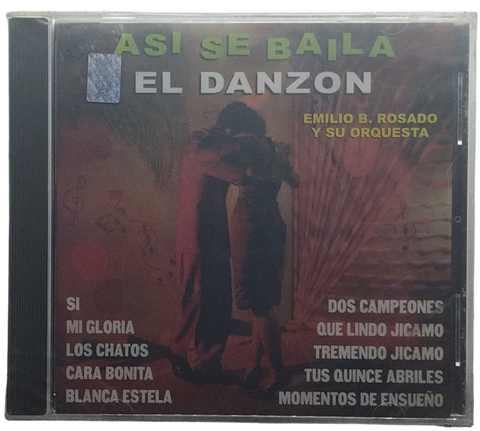 ASI SE BAILA
EL DANZON
EMILIO B. ROSADO
Y SU ORQUESTA
SI
MI GLORIA
LOS CHATOS
CARA BONITA
BLANCA ESTELA
DOS CAMPEONES
QUE LINDO JICAMO
TREMENDO JICAMO
TUS QUINCE ABRILES
MOMENTOS DE ENSUEÑO